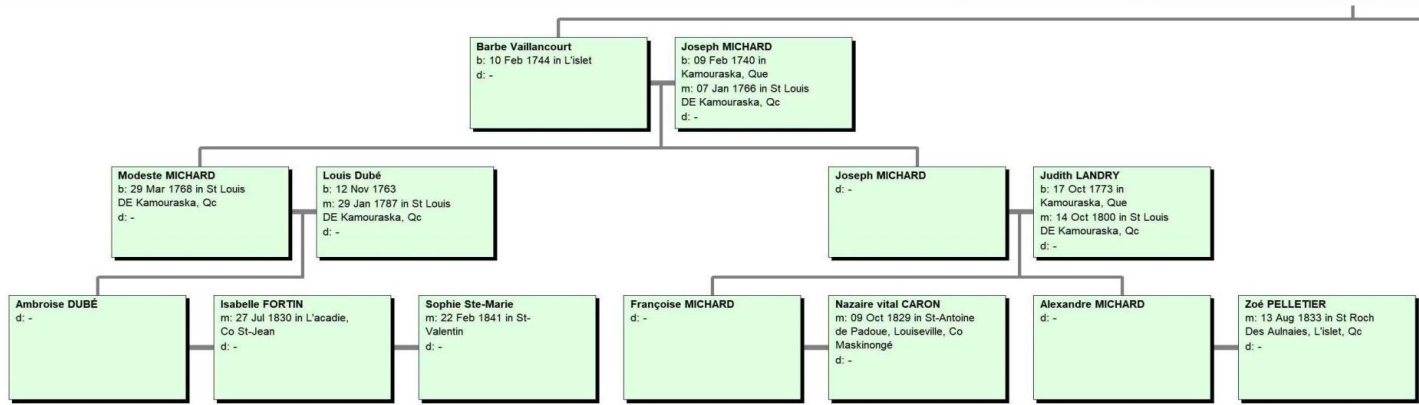 Barbe Vaillancourt
b: 10 Feb 1744 in L'islet
d: -
Joseph MICHARD
b: 09 Feb 1740 in
Kamouraska, Que
m: 07 Jan 1766 in St Louis
DE Kamouraska, Qc
d: -
Modeste MICHARD
b: 29 Mar 1768 in St Louis
DE Kamouraska, Qc
d: -
Louis Dubé
b: 12 Nov 1763
m: 29 Jan 1787 in St Louis
DE Kamouraska, Qc
d: -
Joseph MICHARD
d: -
Judith LANDRY
b: 17 Oct 1773 in
Kamouraska, Que
m: 14 Oct 1800 in St Louis
DE Kamouraska, Qc
d: -
Ambroise DUBÉ
d: -
Isabelle FORTIN
m: 27 Jul 1830 in L'acadie,
Co St-Jean
d: -
Sophie Ste-Marie
m: 22 Feb 1841 in St-
Valentin
d: -
Françoise MICHARD
d: -
Nazaire vital CARON
m: 09 Oct 1829 in St-Antoine
de Padoue, Louiseville, Co
Maskinongé
d: -
Alexandre MICHARD
d: -
Zoé PELLETIER
m: 13 Aug 1833 in St Roch
Des Aulnaies, L'islet, Qc
d: -